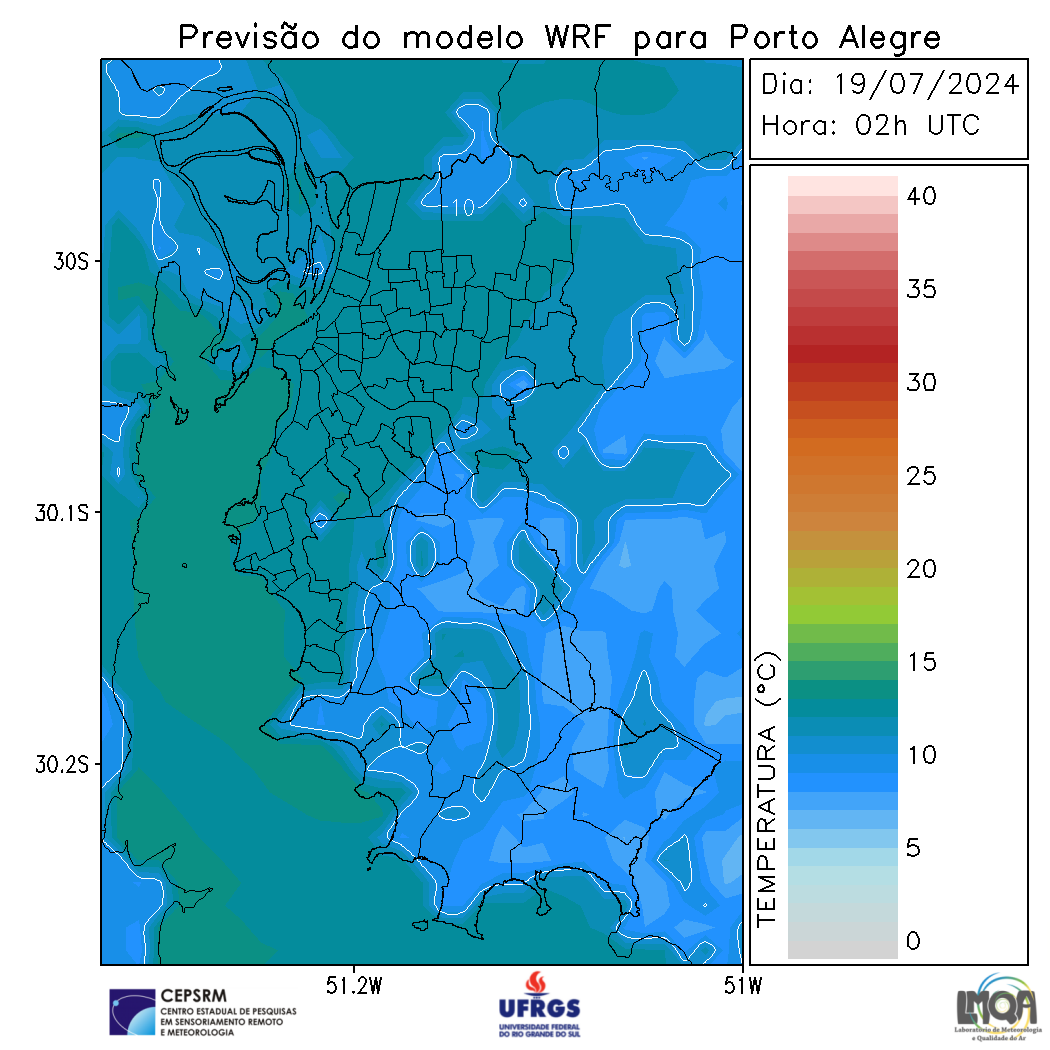 Previsão do modelo WRF para Porto Alegre
Dia: 19/07/2024
Hora: 02h UTC
10
30S
30.1S
30.2S
51.2W
51W
40
35
30
25
20
15
10
5
0
TEMPERATURA (°C)
CEPSRM
CENTRO ESTADUAL DE PESQUISAS
EM SENSORIAMENTO REMOTO
E METEOROLOGIA
UFRGS
UNIVERSIDADE FEDERAL
DO RIO GRANDE DO SUL
LMQA
Laboratório de Meteorologia
e Qualidade do Ar